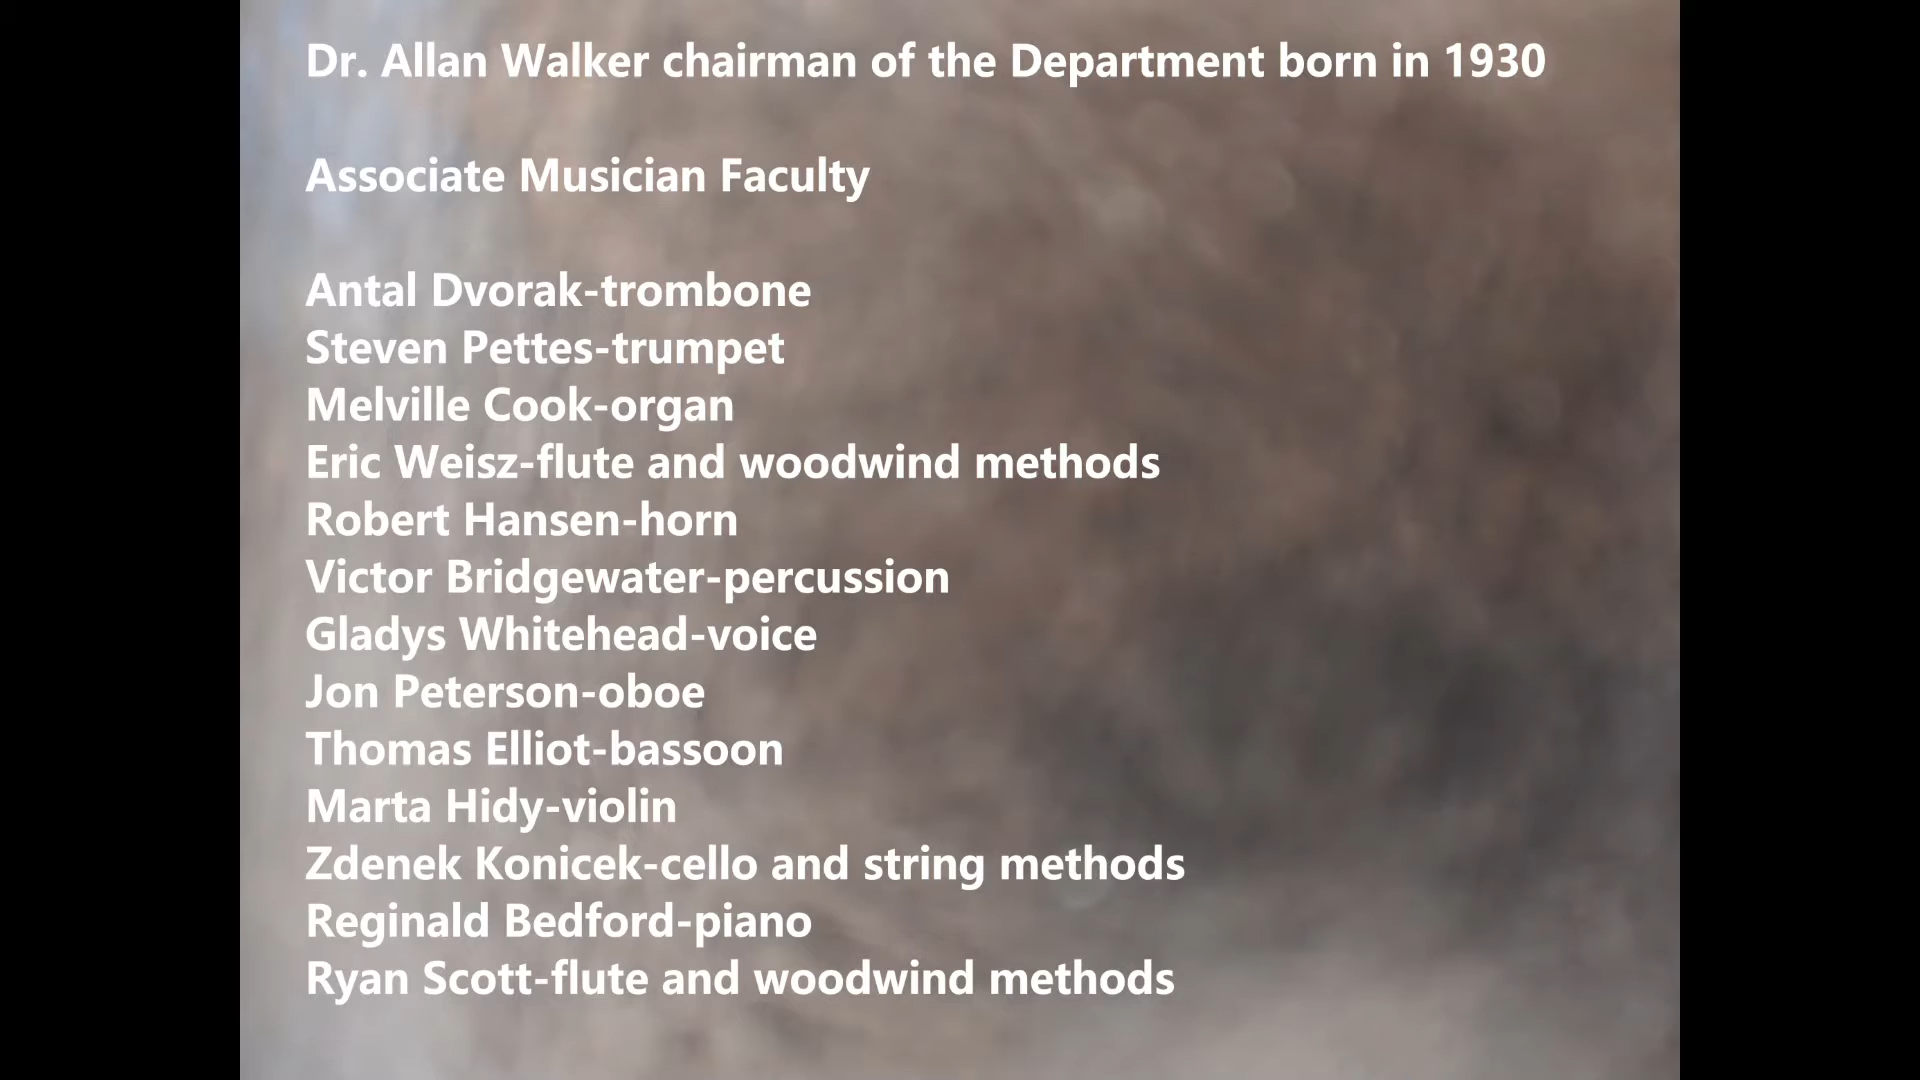 Dr. Allan Walker chairman of the Department born in 1930
Associate Musician Faculty
Antal Dvorak-trombone
Steven Pettes-trumpet
Melville Cook-organ
Eric Weisz-flute and woodwind methods
Robert Hansen-horn
Victor Bridgewater-percussion
Gladys Whitehead-voice
Jon Peterson-oboe
Thomas Elliot-bassoon
Marta Hidy-violin
Zdenek Konicek-cello and string methods
Reginald Bedford-piano
Ryan Scott-flute and woodwind methods